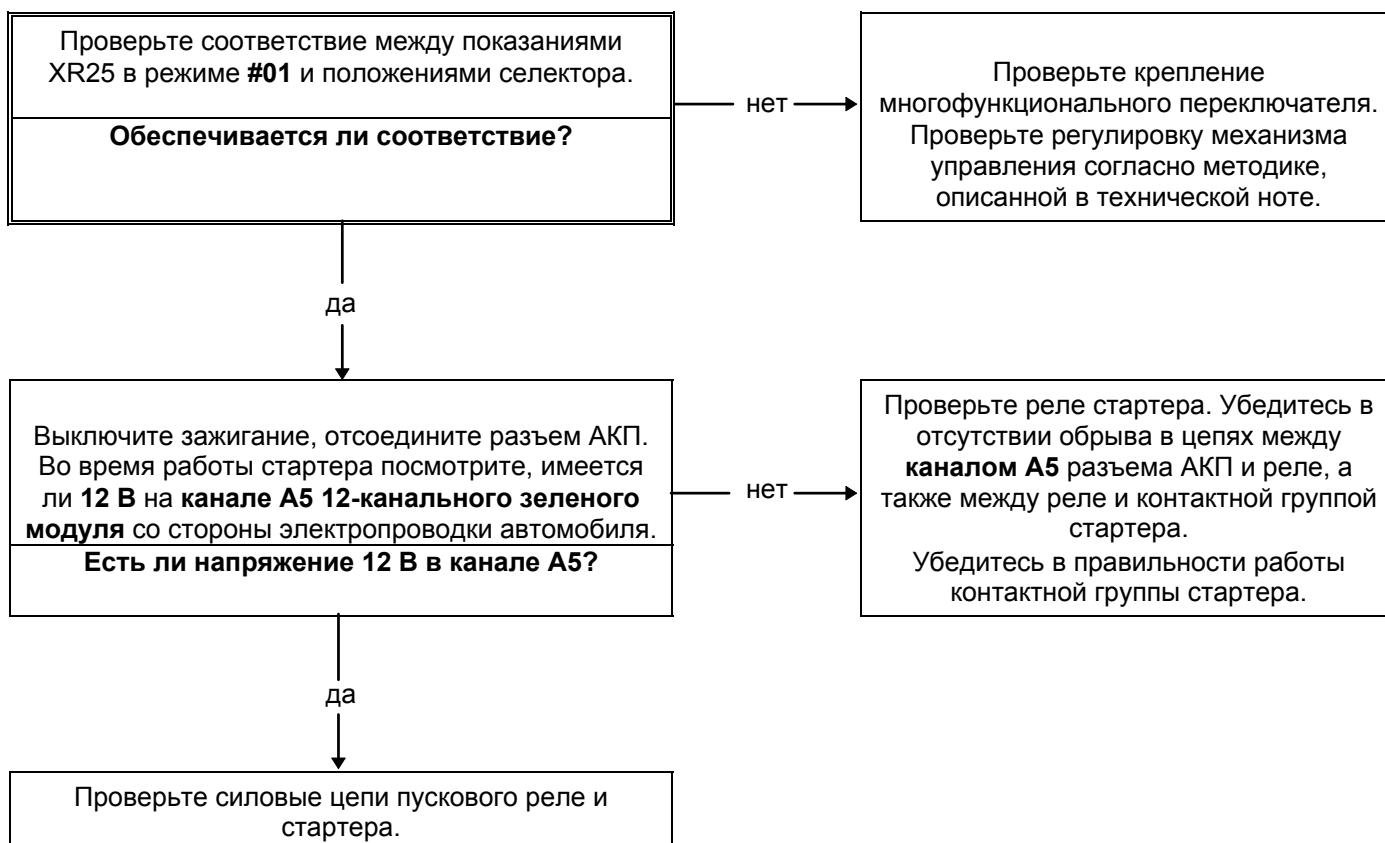 Проверьте соответствие между показаниями
XR25 в режиме #01 и положениями селектора.
Обеспечивается ли соответствие?
нет
Проверьте крепление
многофункционального переключателя.
Проверьте регулировку механизма
управления согласно методике,
описанной в технической ноте.
да
Выключите зажигание, отсоедините разъем АКП.
Во время работы стартера посмотрите, имеется
ли 12 В на канале А5 12-канального зеленого
модуля со стороны электропроводки автомобиля.
Есть ли напряжение 12 В в канале А5?
нет
Проверьте реле стартера. Убедитесь в
отсутствии обрыва в цепях между
каналом А5 разъема АКП и реле, а
также между реле и контактной группой
стартера.
Убедитесь в правильности работы
контактной группы стартера.
да
Проверьте силовые цепи пускового реле и
стартера.